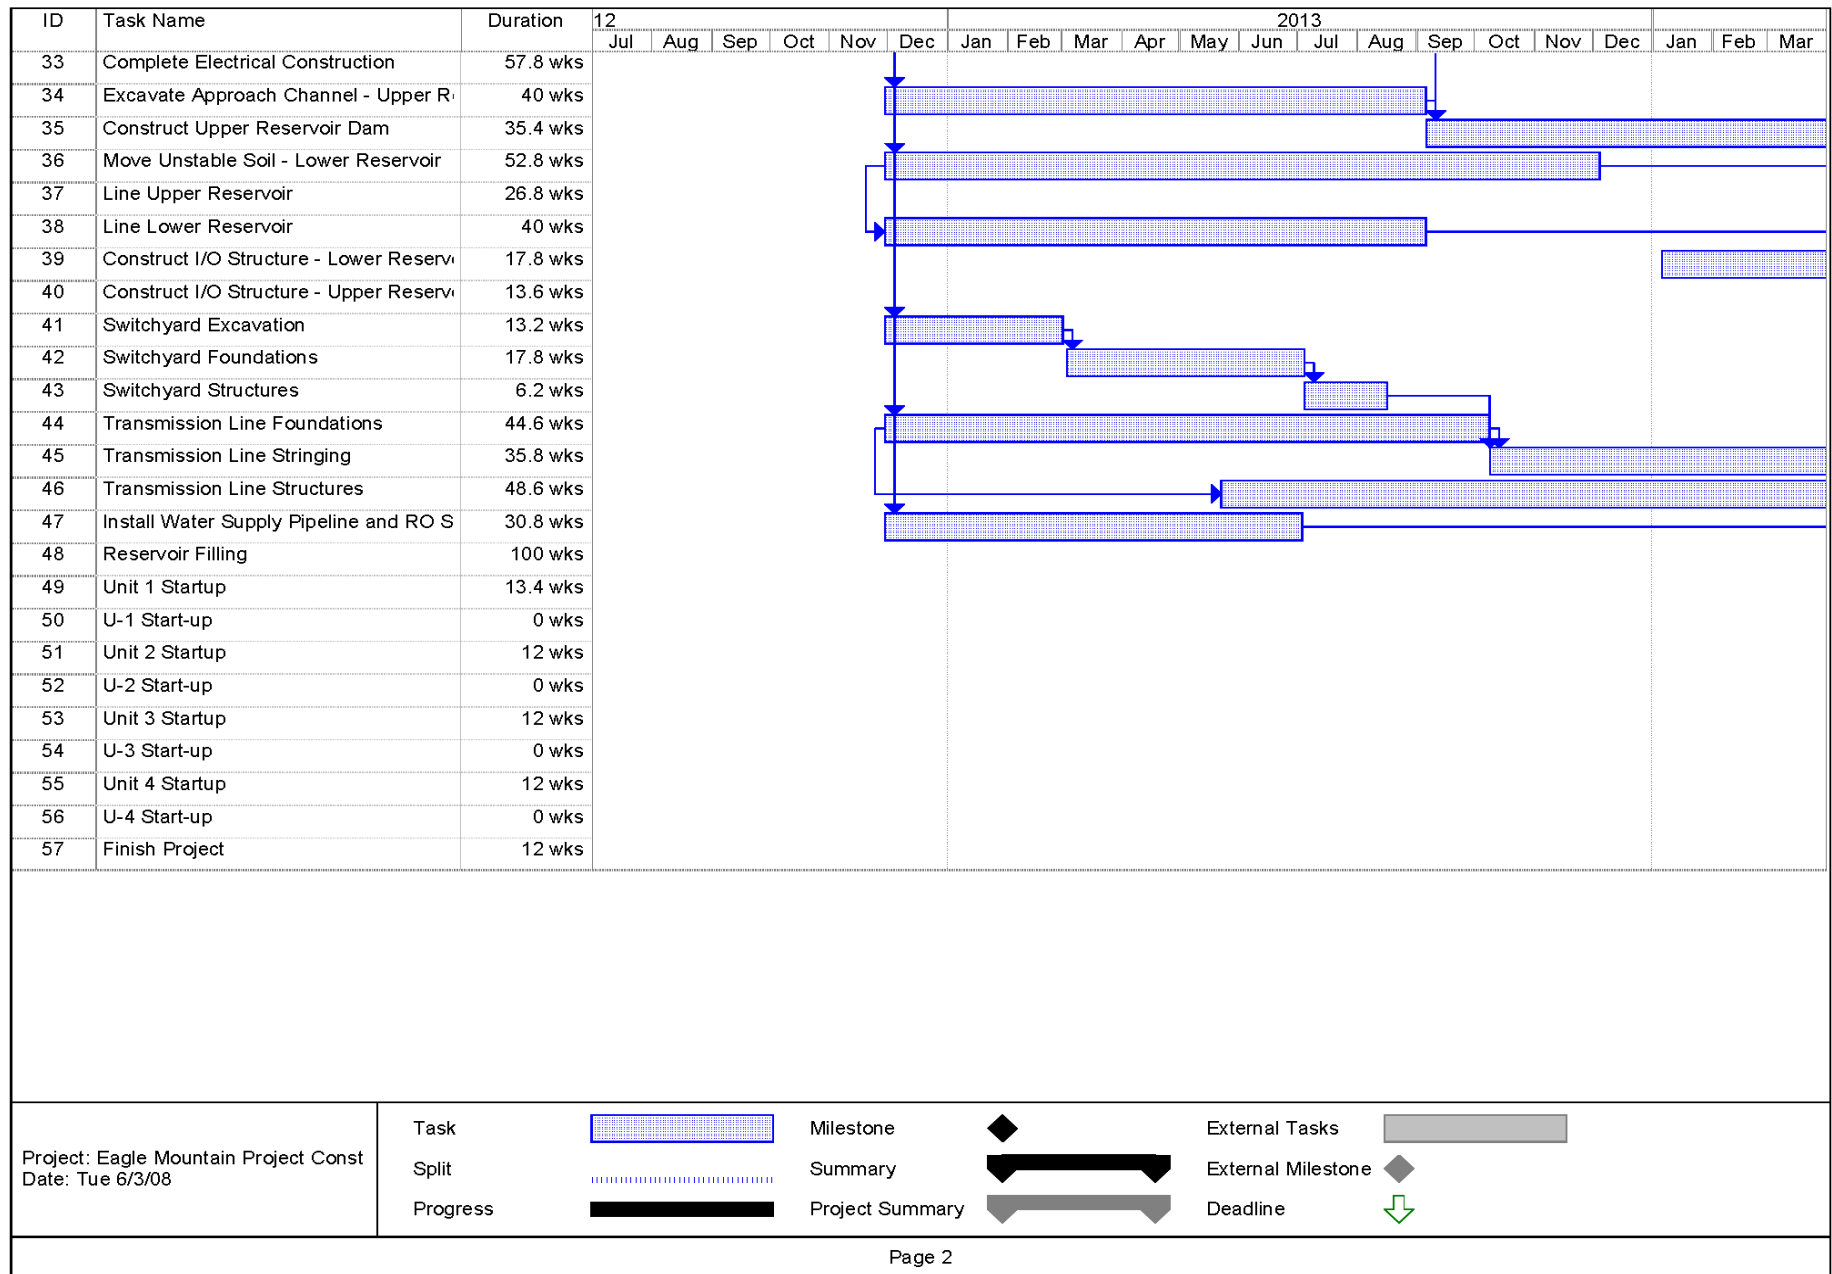 ID Task Name Duration 12 2013
Jul Aug Sep Oct Nov Dec Jan Feb Mar Apr May Jun Jul Aug Sep Oct Nov Dec Jan Feb Mar
33 Complete Electrical Construction 57.8 wks
34 Excavate Approach Channel - Upper R 40 wks
35 Construct Upper Reservoir Dam 35.4 wks
36 Move Unstable Soil - Lower Reservoir 52.8 wks
37 Line Upper Reservoir 26.8 wks
38 Line Lower Reservoir 40 wks
39 Construct I/O Structure - Lower Reserv 17.8 wks
40 Construct I/O Structure - Upper Reserv 13.6 wks
41 Switchyard Excavation 13.2 wks
42 Switchyard Foundations 17.8 wks
43 Switchyard Structures 6.2 wks
44 Transmission Line Foundations 44.6 wks
45 Transmission Line Stringing 35.8 wks
46 Transmission Line Structures 48.6 wks
47 Install Water Supply Pipeline and RO S 30.8 wks
48 Reservoir Filling 100 wks
49 Unit 1 Startup 13.4 wks
50 U-1 Start-up 0 wks
51 Unit 2 Startup 12 wks
52 U-2 Start-up 0 wks
53 Unit 3 Startup 12 wks
54 U-3 Start-up 0 wks
55 Unit 4 Startup 12 wks
56 U-4 Start-up 0 wks
57 Finish Project 12 wks
Project: Eagle Mountain Project Const
Date: Tue 6/3/08
Task Milestone External Tasks
Split Summary External Milestone
Progress Project Summary Deadline
Page 2